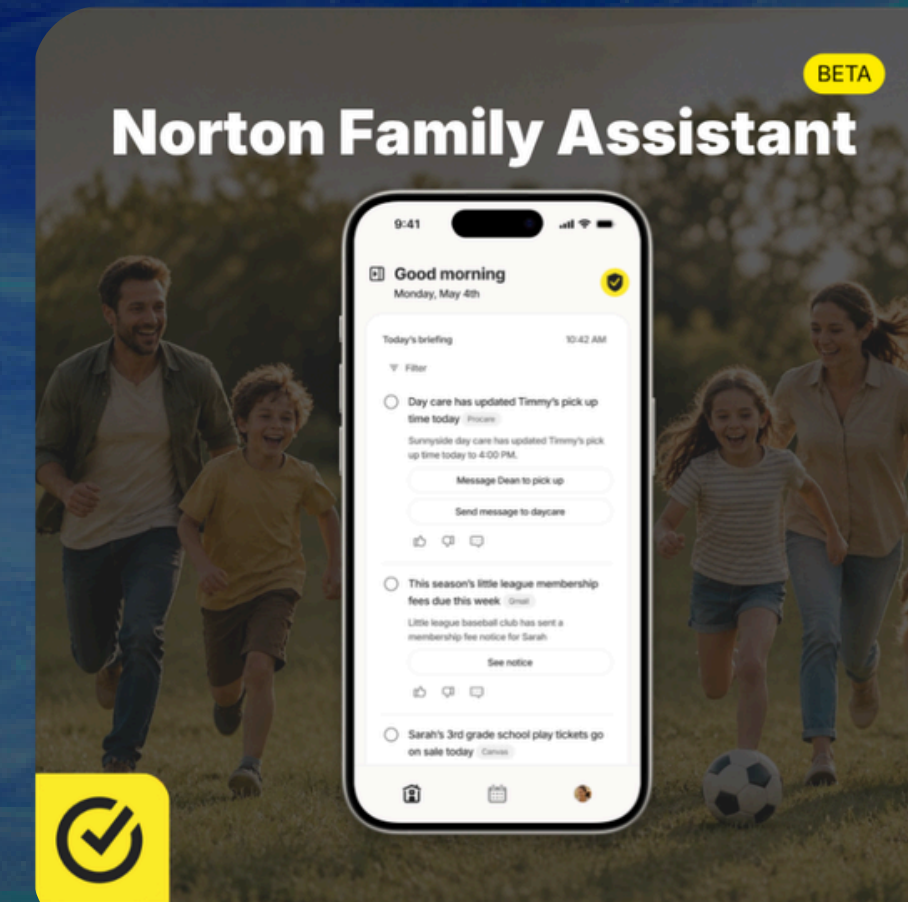 BETA
Norton Family Assistant
9:41
Good morning
Monday, May 4th
Today's briefing 10:42 AM
Filter
Day care has updated Timmy's pick up
time today Procare
Sunnyside day care has updated Timmy's pick
up time today to 4:00 PM.
Message Dean to pick up
Send message to daycare
This season's little league membership
fees due this week Gmail
Little league baseball club has sent a
membership fee notice for Sarah
See notice
Sarah's 3rd grade school play tickets go
on sale today Canvas